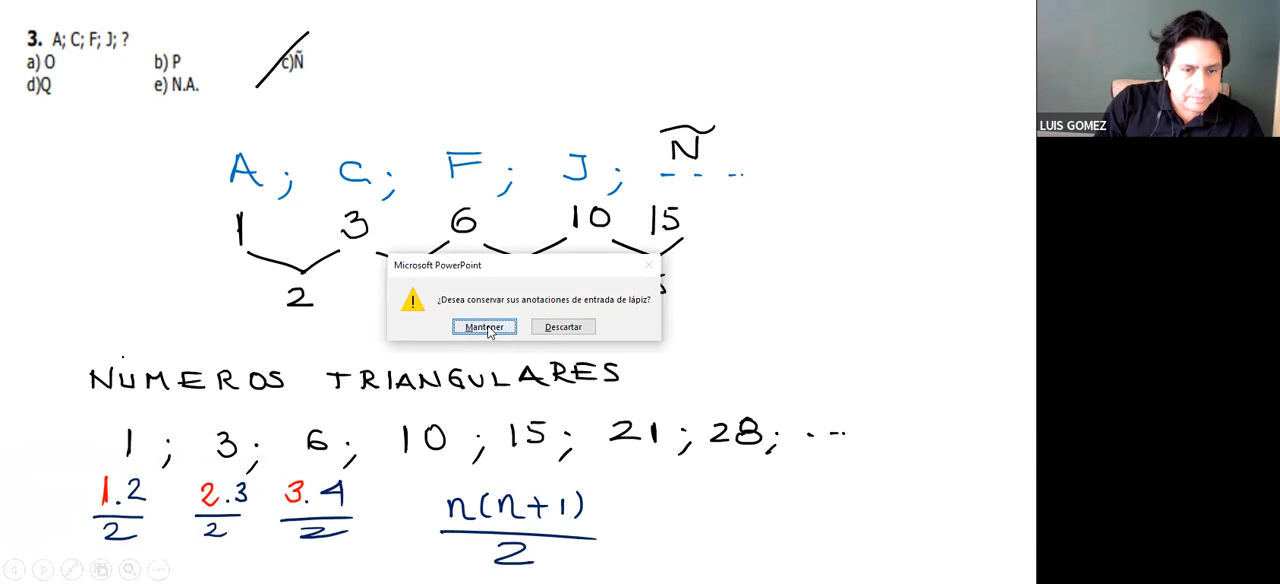 3. A; C; F; J; ?
a) O b) P c)Ñ
d)Q e) N.A.
LUIS GOMEZ
A ; C ; F ; J ; Ñ
1 3 6 10 15
2
Microsoft PowerPoint
¿Desea conservar sus anotaciones de entrada de lápiz?
Mantener Descartar
NÚMEROS TRIANGULARES
1 ; 3 ; 6 ; 10 ; 15 ; 21 ; 28 ; ...
1.2/2 2.3/2 3.4/2 n(n+1)/2